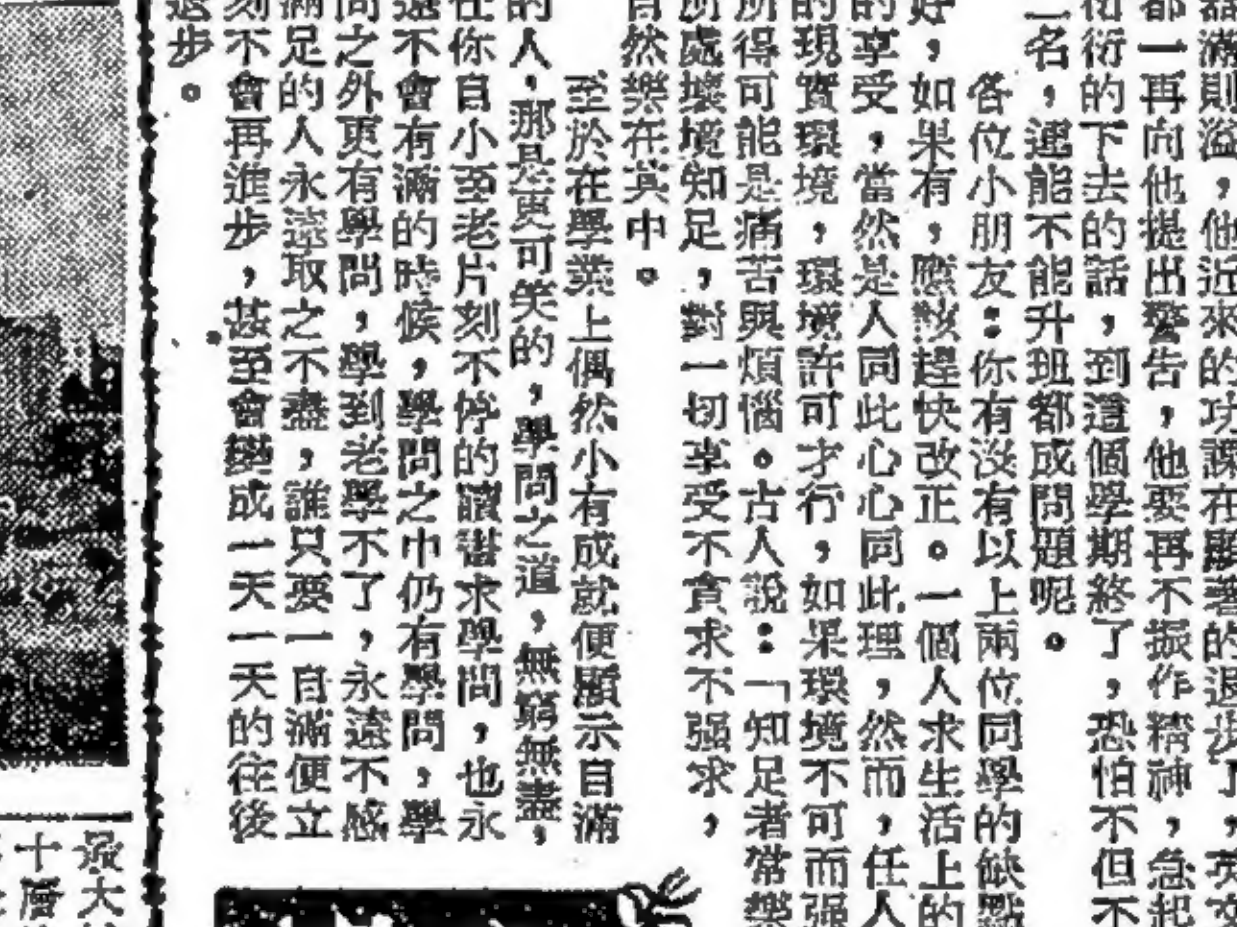 器滿則溢，他近來的功課在顯著的退步了，英文
都一再向他提出警告，他要再不振作精神，急起
衍衍的下去的話，到這個學期終了，恐怕不但不
一名，連能不能升班都成問題呢。
各位小朋友：你有沒有以上兩位同學的缺點
好，如果有，應該趕快改正。一個人求生活上的
的享受，當然是人同此心心同此理，然而，任人
的現實環境，環境許可才行，如果環境不可而强
所得可能是痛苦與煩惱。古人說：「知足者常樂
所處壞境知足，對一切享受不貪求不强求，
自然樂在其中。
至於在學業上偶然小有成就便顯示自滿
的人，那是更可笑的，學問之道，無窮無盡，
任你自小至老片刻不停的讀書求學問，也永
遠不會有滿的時候，學問之中仍有學問，學
問之外更有學問，學到老學不了，永遠不感
滿足的人永遠取之不盡，誰只要一自滿便立
刻不會再進步，甚至會變成一天一天的往後
退步。
最大
十層